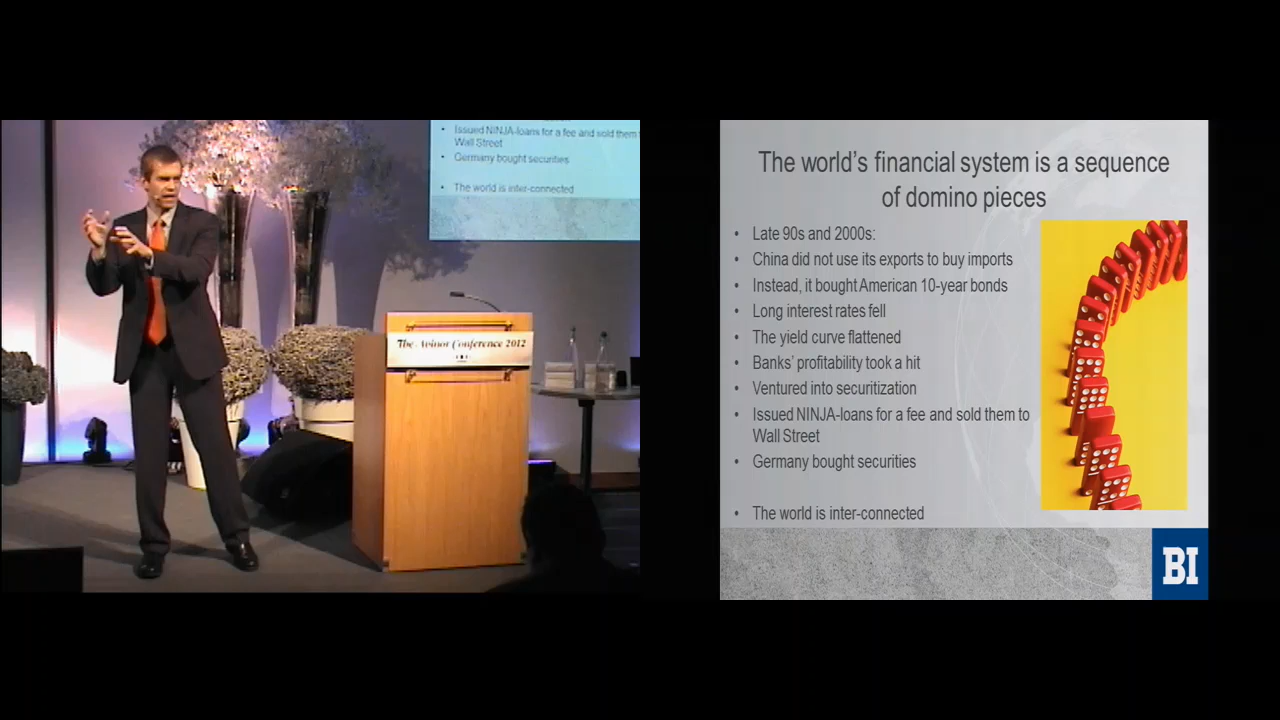 • Issued NINJA-loans for a fee and sold them
Wall Street
• Germany bought securities
• The world is inter-connected
The Avinor Conference 2012
The world's financial system is a sequence
of domino pieces
• Late 90s and 2000s:
• China did not use its exports to buy imports
• Instead, it bought American 10-year bonds
• Long interest rates fell
• The yield curve flattened
• Banks' profitability took a hit
• Ventured into securitization
• Issued NINJA-loans for a fee and sold them to
Wall Street
• Germany bought securities
• The world is inter-connected
BI